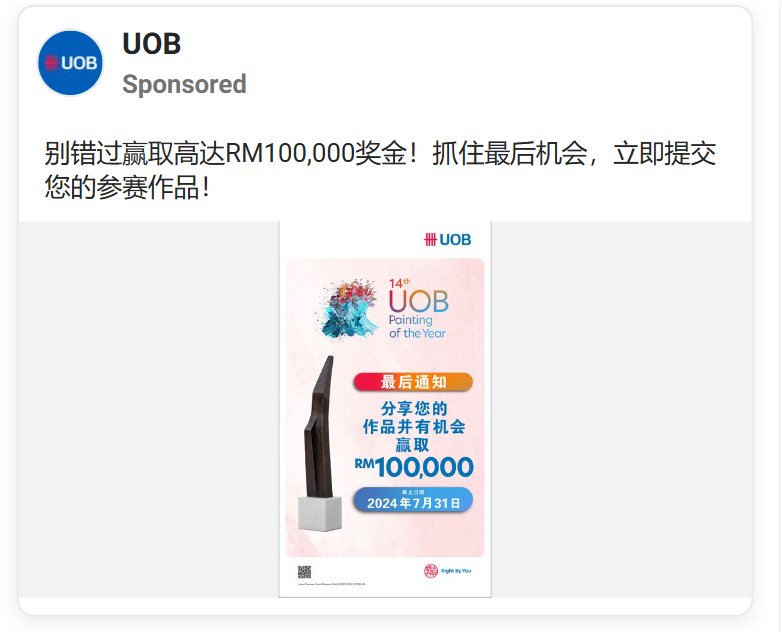 UOB
UOB
Sponsored
别错过赢取高达RM100,000奖金！抓住最后机会，立即提交
您的参赛作品！
UOB
14th
UOB
Painting
of the Year
最后通知
分享您的
作品并有机会
赢取
RM100,000
截止日期
2024年7月31日
Right By You